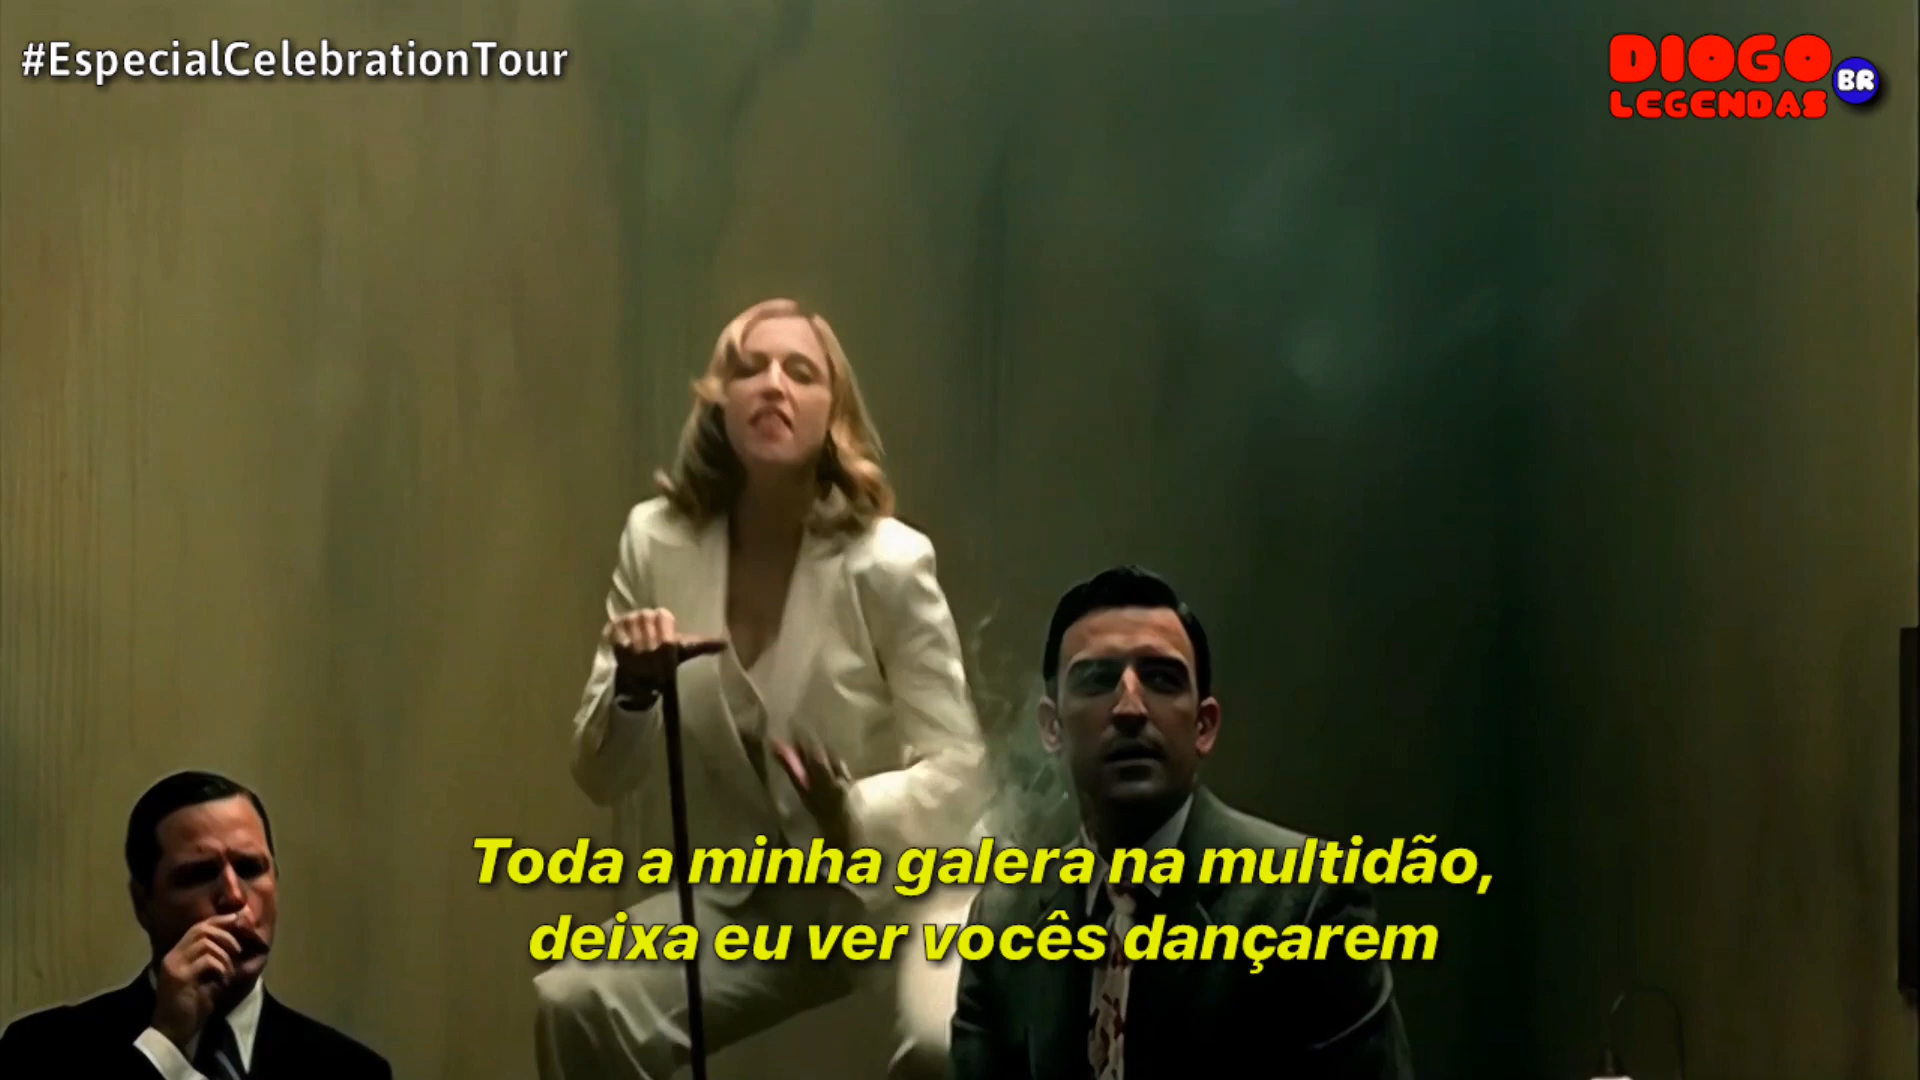 #EspecialCelebrationTour
DIOGO
LEGENDAS
BR
Toda a minha galera na multidão,
deixa eu ver vocês dançarem